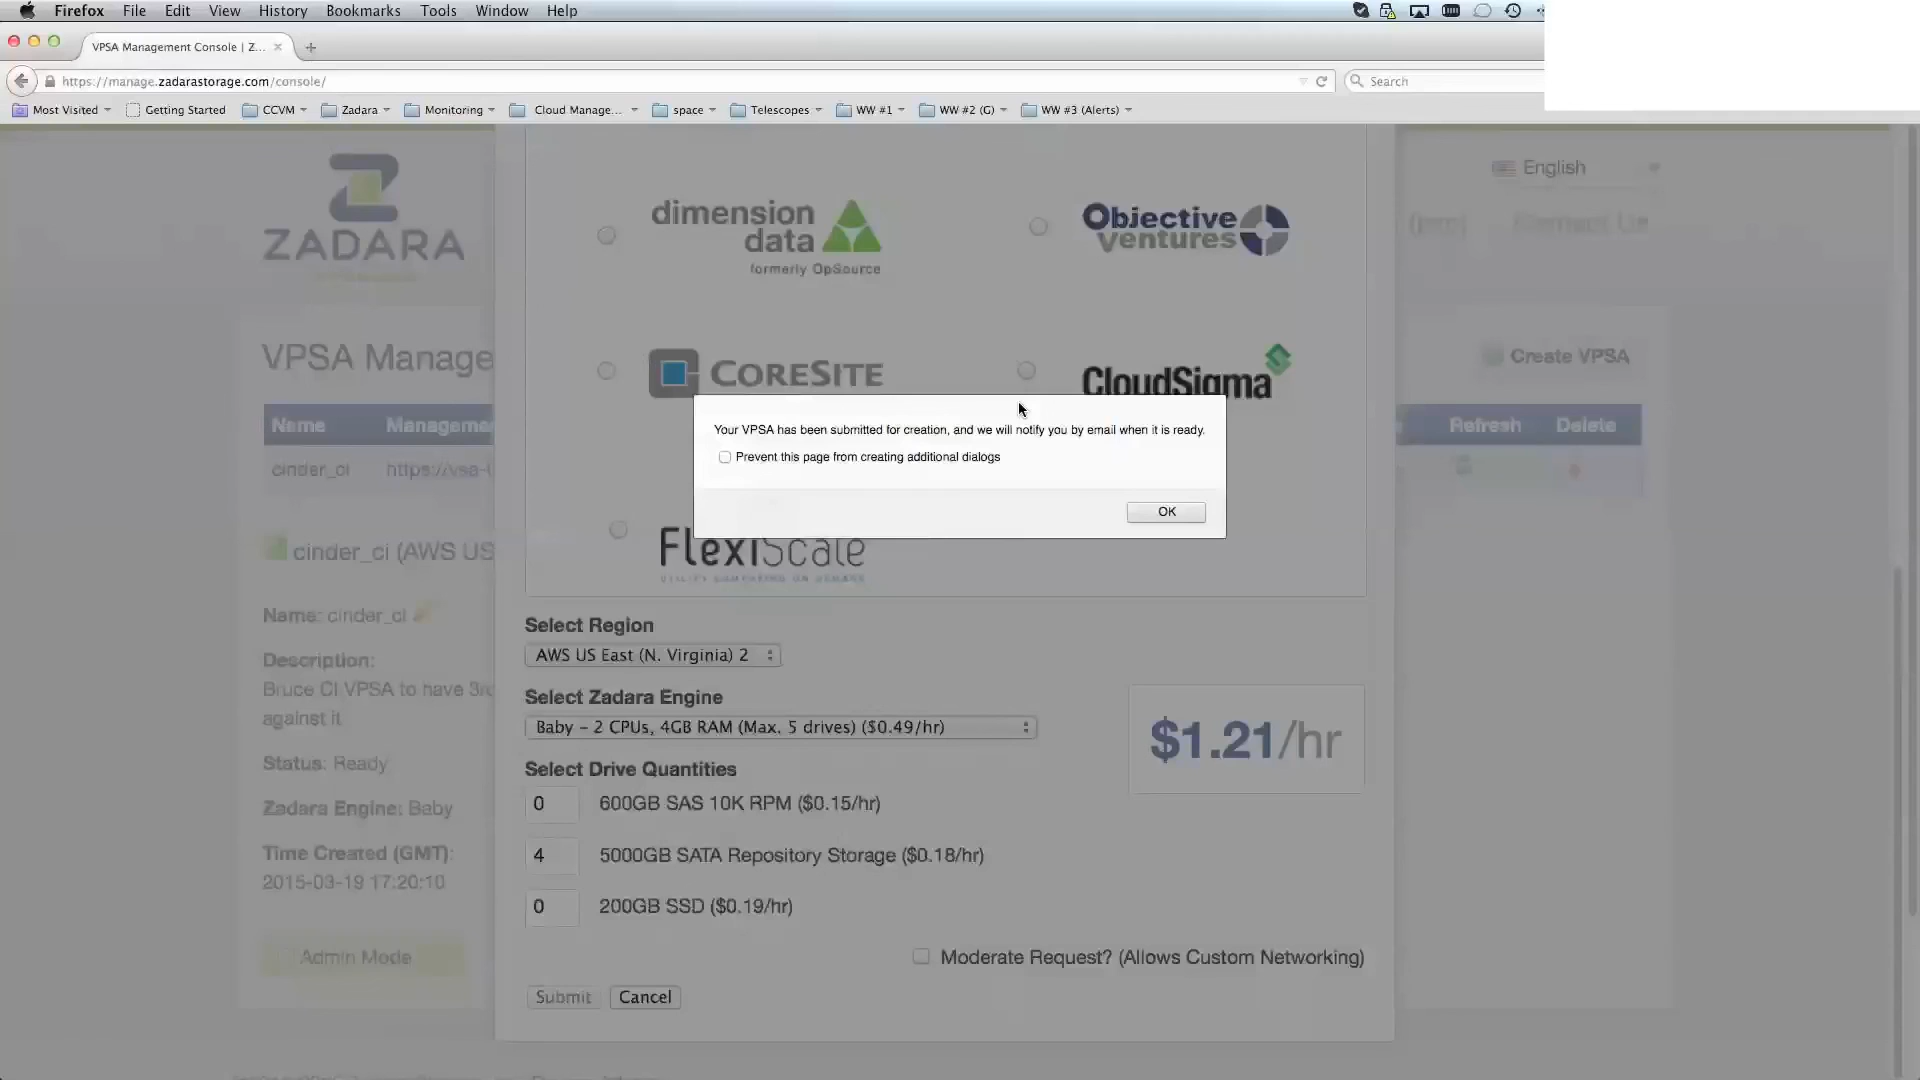 Firefox File Edit View History Bookmarks Tools Window Help
VPSA Management Console | Z...
https://manage.zadarastorage.com/console/
Search
Most Visited Getting Started CCVM Zadara Monitoring Cloud Manage... space Telescopes WW #1 WW #2 (G) WW #3 (Alerts)
ZADARA
English
dimension
data
formerly OpSource
Objective
ventures
VPSA Manage
CORESITE
CloudSigma
Create VPSA
Name Manageme
Refresh Delete
cinder_ci https://vsa-
Your VPSA has been submitted for creation, and we will notify you by email when it is ready.
Prevent this page from creating additional dialogs
OK
FlexiScale
UTILITY COMPUTING ON DEMAND
cinder_ci (AWS US
Name: cinder_ci
Description:
Bruce CI VPSA to have 3r
against it
Status: Ready
Zadara Engine: Baby
Time Created (GMT):
2015-03-19 17:20:10
Admin Mode
Select Region
AWS US East (N. Virginia) 2
Select Zadara Engine
Baby – 2 CPUs, 4GB RAM (Max. 5 drives) ($0.49/hr)
$1.21/hr
Select Drive Quantities
0 600GB SAS 10K RPM ($0.15/hr)
4 5000GB SATA Repository Storage ($0.18/hr)
0 200GB SSD ($0.19/hr)
Moderate Request? (Allows Custom Networking)
Submit Cancel